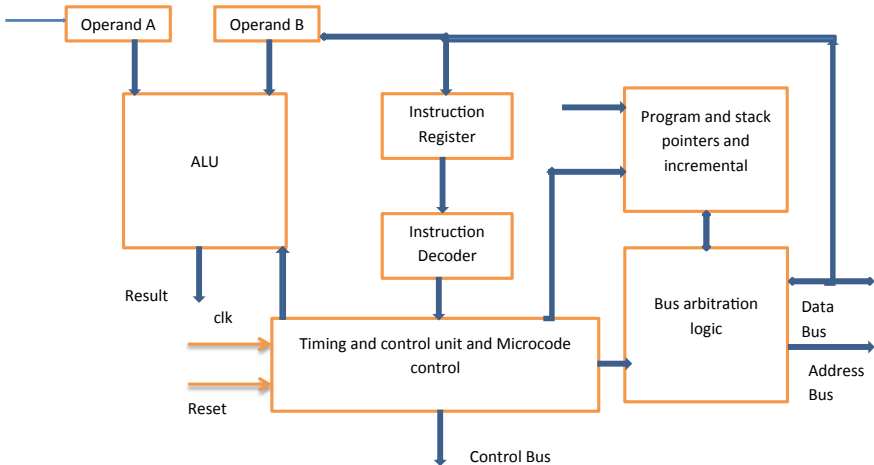 Operand A
Operand B
Instruction
Register
Program and stack
pointers and
incremental
ALU
Instruction
Decoder
Result
clk
Bus arbitration
logic
Data
Bus
Timing and control unit and Microcode
control
Address
Bus
Reset
Control Bus